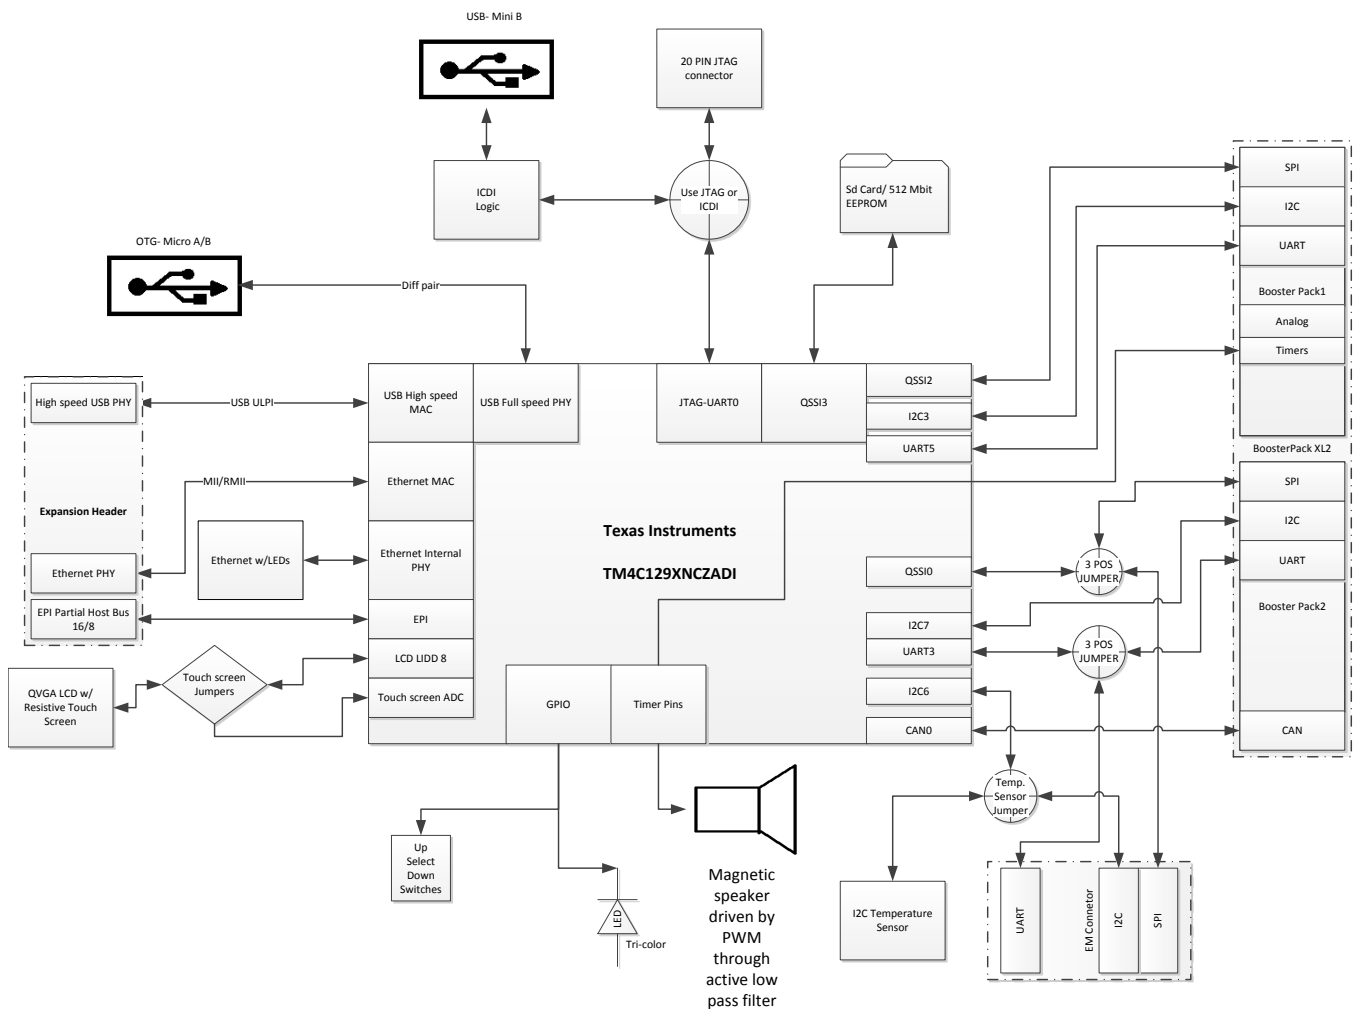 USB- Mini B
20 PIN JTAG
connector
ICDI
Logic
Use JTAG or
ICDI
Sd Card/ 512 Mbit
EEPROM
OTG- Micro A/B
Diff pair
SPI
I2C
UART
Booster Pack1
Analog
Timers
BoosterPack XL2
SPI
I2C
UART
Booster Pack2
CAN
High speed USB PHY
Expansion Header
Ethernet PHY
EPI Partial Host Bus
16/8
USB ULPI
MII/RMII
Ethernet w/LEDs
USB High speed
MAC
USB Full speed PHY
JTAG-UART0
QSSI3
QSSI2
I2C3
UART5
Ethernet MAC
Ethernet Internal
PHY
EPI
LCD LIDD 8
Touch screen ADC
Texas Instruments
TM4C129XNCZADI
QSSI0
I2C7
UART3
I2C6
CAN0
GPIO
Timer Pins
3 POS
JUMPER
3 POS
JUMPER
QVGA LCD w/
Resistive Touch
Screen
Touch screen
Jumpers
Up
Select
Down
Switches
LED
Tri-color
Magnetic
speaker
driven by
PWM
through
active low
pass filter
Temp.
Sensor
Jumper
I2C Temperature
Sensor
UART
EM Connetor
I2C
SPI